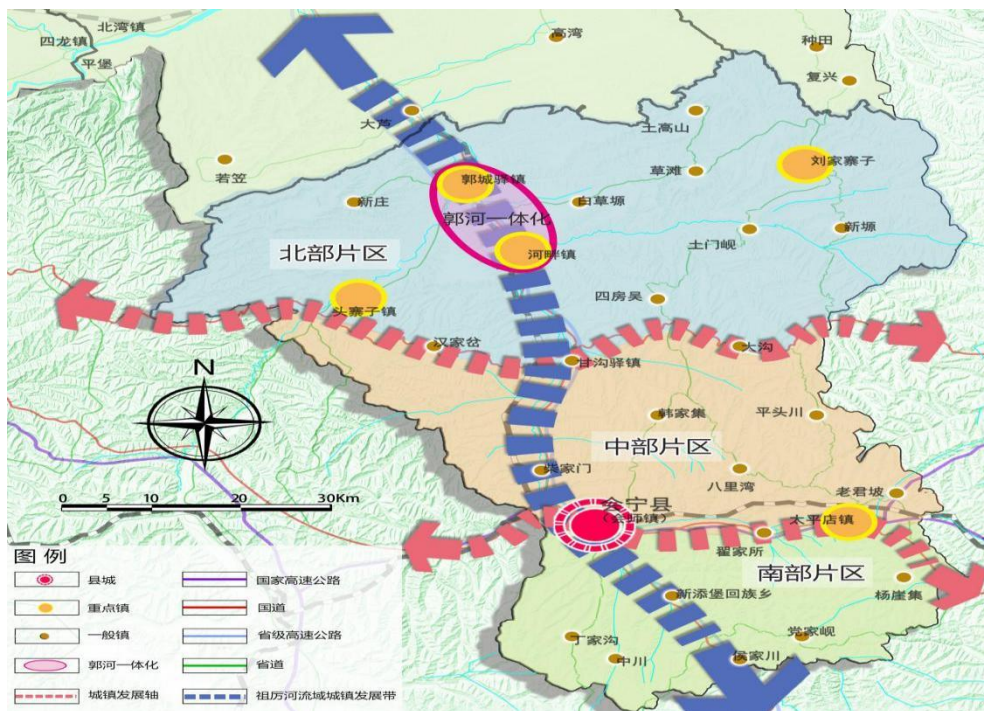 北湾镇
四龙镇
平堡
高湾
种田
复兴
大芦
土高山
若笠
郭城驿镇
草滩
刘家寨子
新庄
郭河一体化
白草塬
北部片区
河畔镇
土门岘
新塬
头寨子镇
四房吴
汉家岔
甘沟驿镇
大沟
N
韩家集
平头川
中部片区
柴家门
八里湾
老君坡
0 5 10 20 30Km
会宁县
(会师镇)
太平店镇
翟家所
南部片区
杨崖集
新添堡回族乡
丁家沟
党家岘
中川
侯家川
图例
县城
国家高速公路
重点镇
国道
一般镇
省级高速公路
郭河一体化
省道
城镇发展轴
祖厉河流域城镇发展带